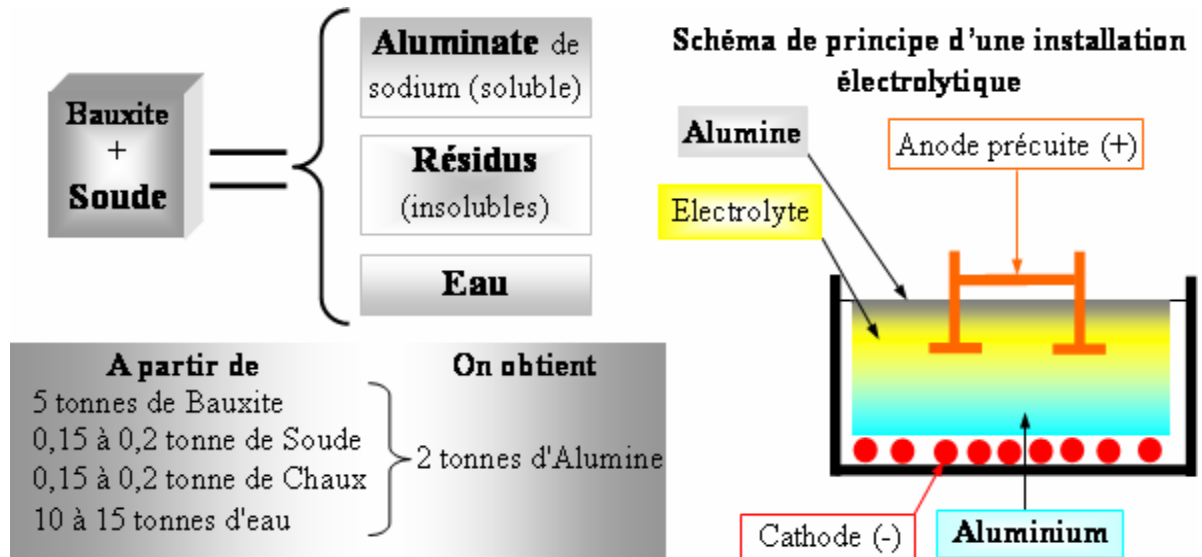 Bauxite
+
Soude
Aluminate de
sodium (soluble)
Résidus
(insolubles)
Eau
A partir de
On obtient
5 tonnes de Bauxite
0,15 à 0,2 tonne de Soude
0,15 à 0,2 tonne de Chaux
10 à 15 tonnes d'eau
2 tonnes d'Alumine
Schéma de principe d'une installation
électrolytique
Alumine
Anode précuite (+)
Electrolyte
Cathode (-)
Aluminium